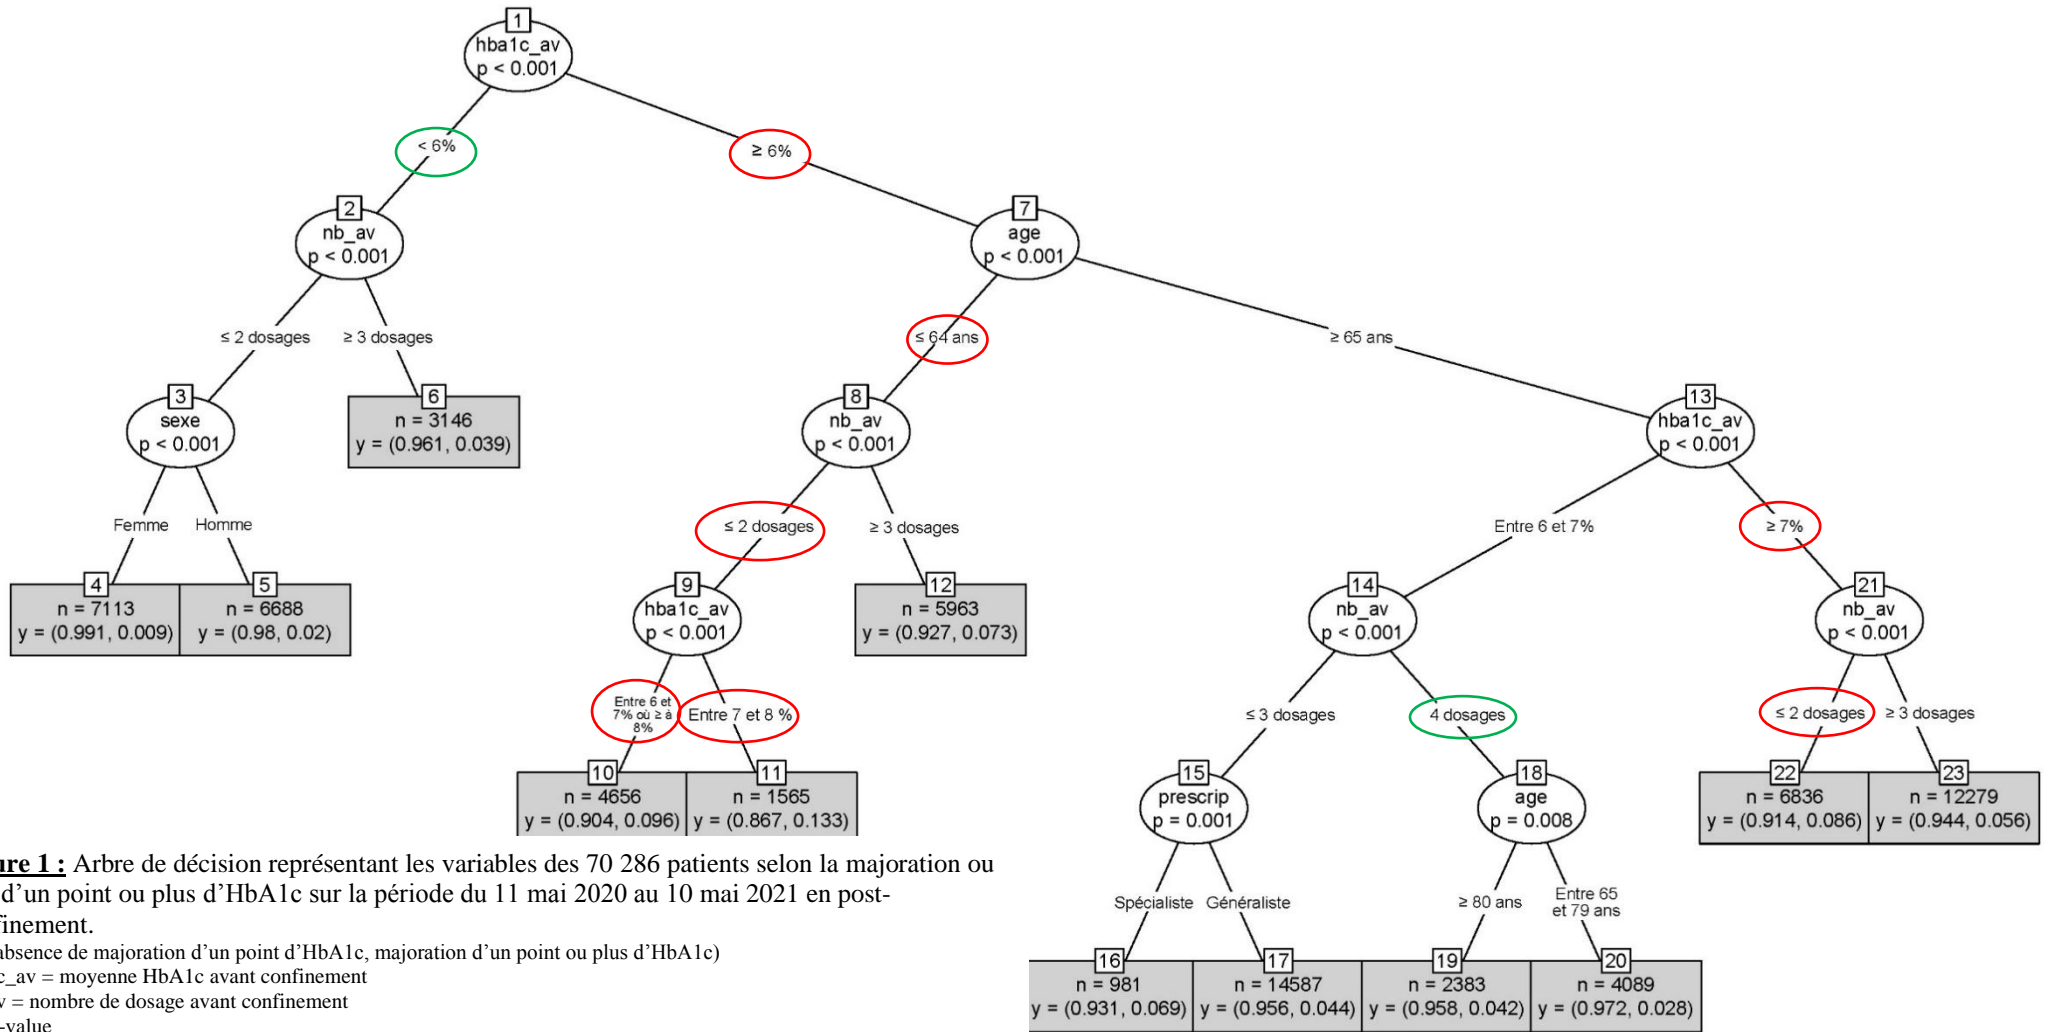 1
hba1c_av
p < 0.001
< 6%
≥ 6%
2
nb_av
p < 0.001
7
age
p < 0.001
≤ 2 dosages
≥ 3 dosages
≤ 64 ans
≥ 65 ans
3
sexe
p < 0.001
6
n = 3146
y = (0.961, 0.039)
8
nb_av
p < 0.001
13
hba1c_av
p < 0.001
Femme
Homme
≤ 2 dosages
≥ 3 dosages
Entre 6 et 7%
≥ 7%
4
n = 7113
y = (0.991, 0.009)
5
n = 6688
y = (0.98, 0.02)
9
hba1c_av
p < 0.001
12
n = 5963
y = (0.927, 0.073)
14
nb_av
p < 0.001
21
nb_av
p < 0.001
Entre 6 et
7% où ≥ à
8%
Entre 7 et 8 %
≤ 3 dosages
4 dosages
≤ 2 dosages
≥ 3 dosages
10
n = 4656
y = (0.904, 0.096)
11
n = 1565
y = (0.867, 0.133)
15
prescrip
p = 0.001
18
age
p = 0.008
22
n = 6836
y = (0.914, 0.086)
23
n = 12279
y = (0.944, 0.056)
Spécialiste
Généraliste
≥ 80 ans
Entre 65
et 79 ans
16
n = 981
y = (0.931, 0.069)
17
n = 14587
y = (0.956, 0.044)
19
n = 2383
y = (0.958, 0.042)
20
n = 4089
y = (0.972, 0.028)
ure 1 : Arbre de décision représentant les variables des 70 286 patients selon la majoration ou
d’un point ou plus d’HbA1c sur la période du 11 mai 2020 au 10 mai 2021 en post-
finement.
absence de majoration d’un point d’HbA1c, majoration d’un point ou plus d’HbA1c)
c_av = moyenne HbA1c avant confinement
v = nombre de dosage avant confinement
-value